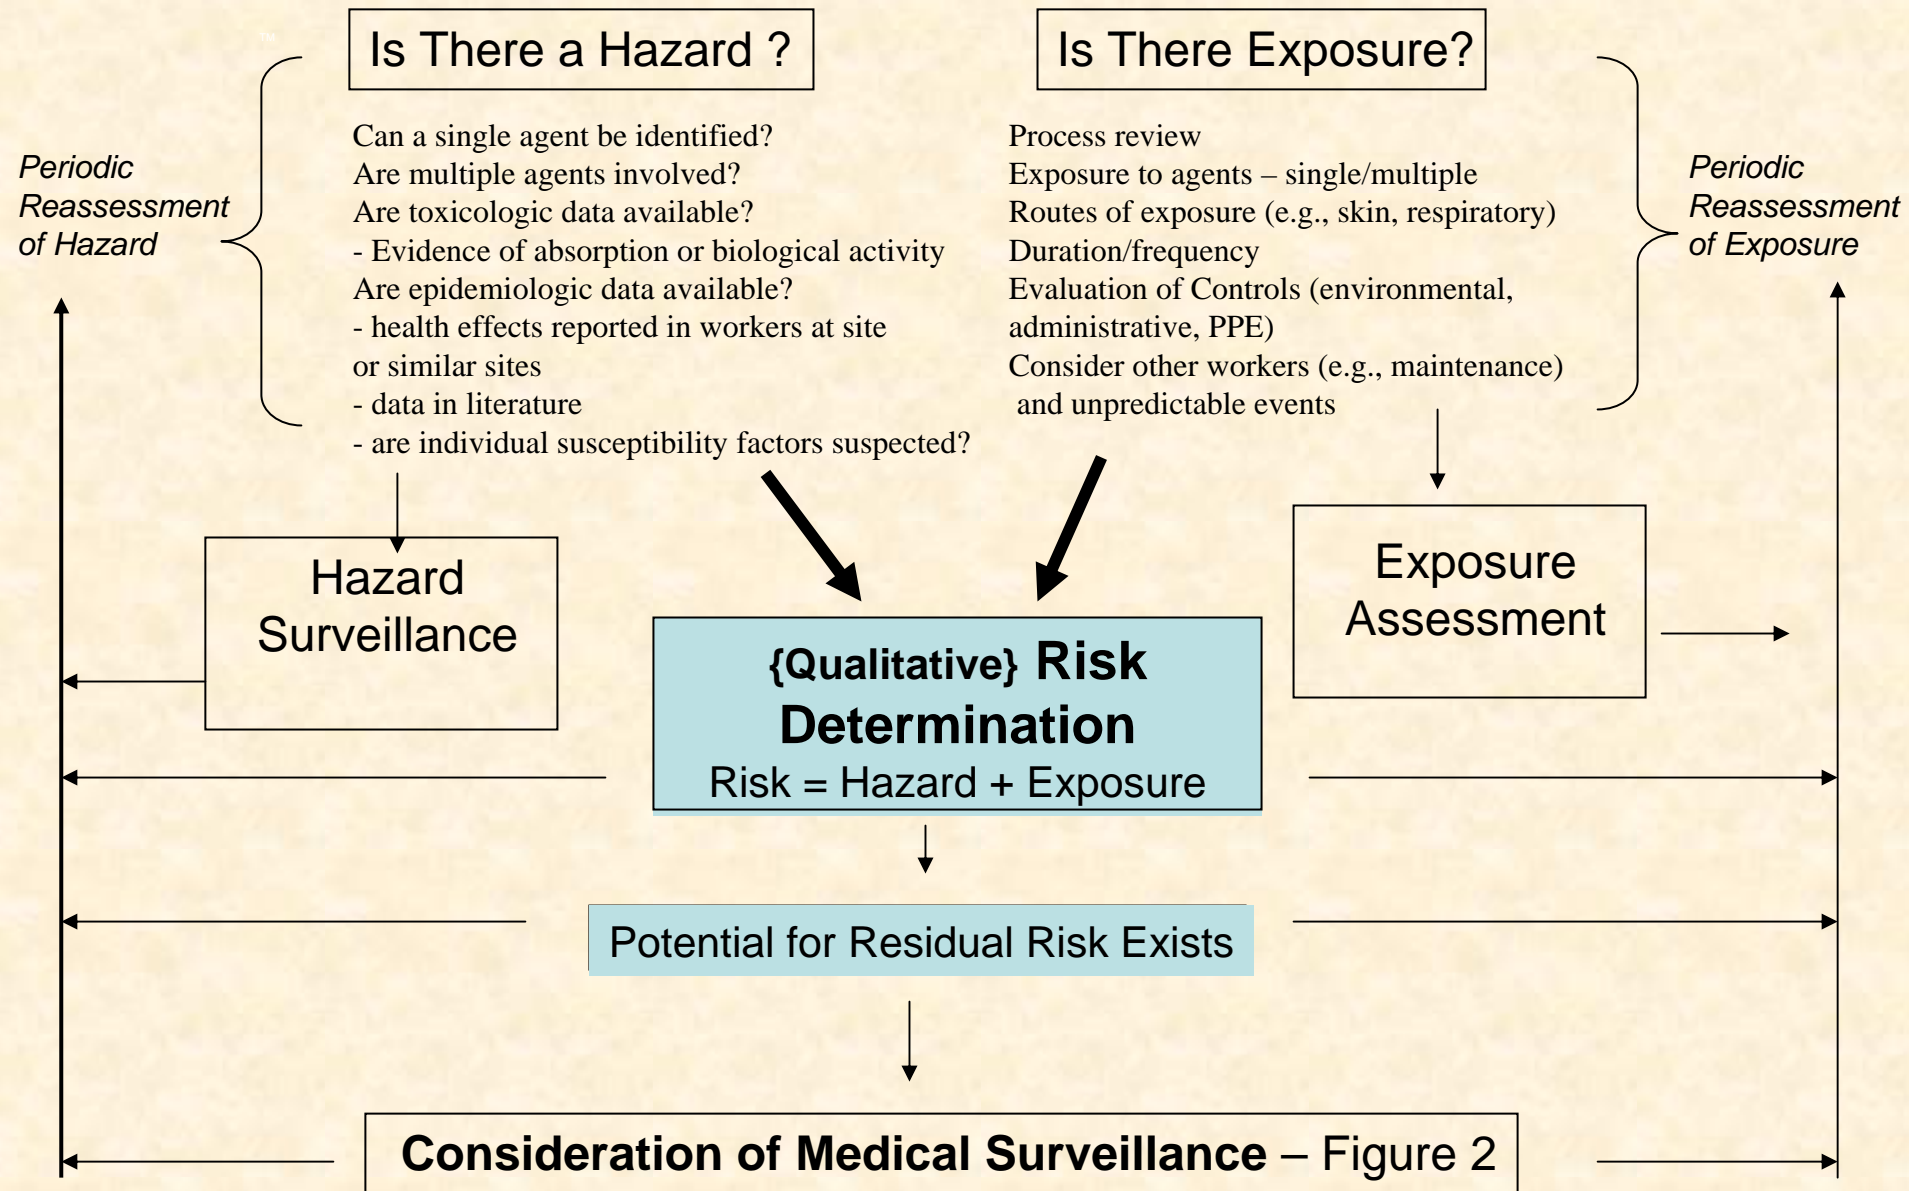 Is There a Hazard ?
Can a single agent be identified?
Are multiple agents involved?
Are toxicologic data available?
- Evidence of absorption or biological activity
Are epidemiologic data available?
- health effects reported in workers at site
or similar sites
- data in literature
- are individual susceptibility factors suspected?
Is There Exposure?
Process review
Exposure to agents – single/multiple
Routes of exposure (e.g., skin, respiratory)
Duration/frequency
Evaluation of Controls (environmental,
administrative, PPE)
Consider other workers (e.g., maintenance)
and unpredictable events
Periodic
Reassessment
of Hazard
Periodic
Reassessment
of Exposure
Hazard
Surveillance
Exposure
Assessment
{Qualitative} Risk
Determination
Risk = Hazard + Exposure
Potential for Residual Risk Exists
Consideration of Medical Surveillance – Figure 2